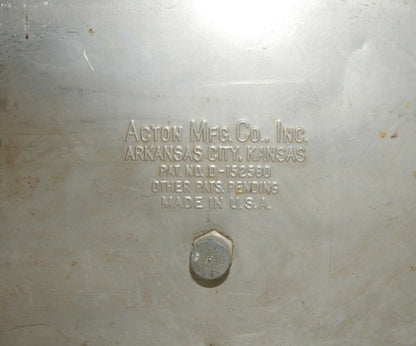 ACTON MFG. CO., INC.
ARKANSAS CITY, KANSAS
PAT. NO. D-152580
OTHER PATS. PENDING
MADE IN U.S.A.